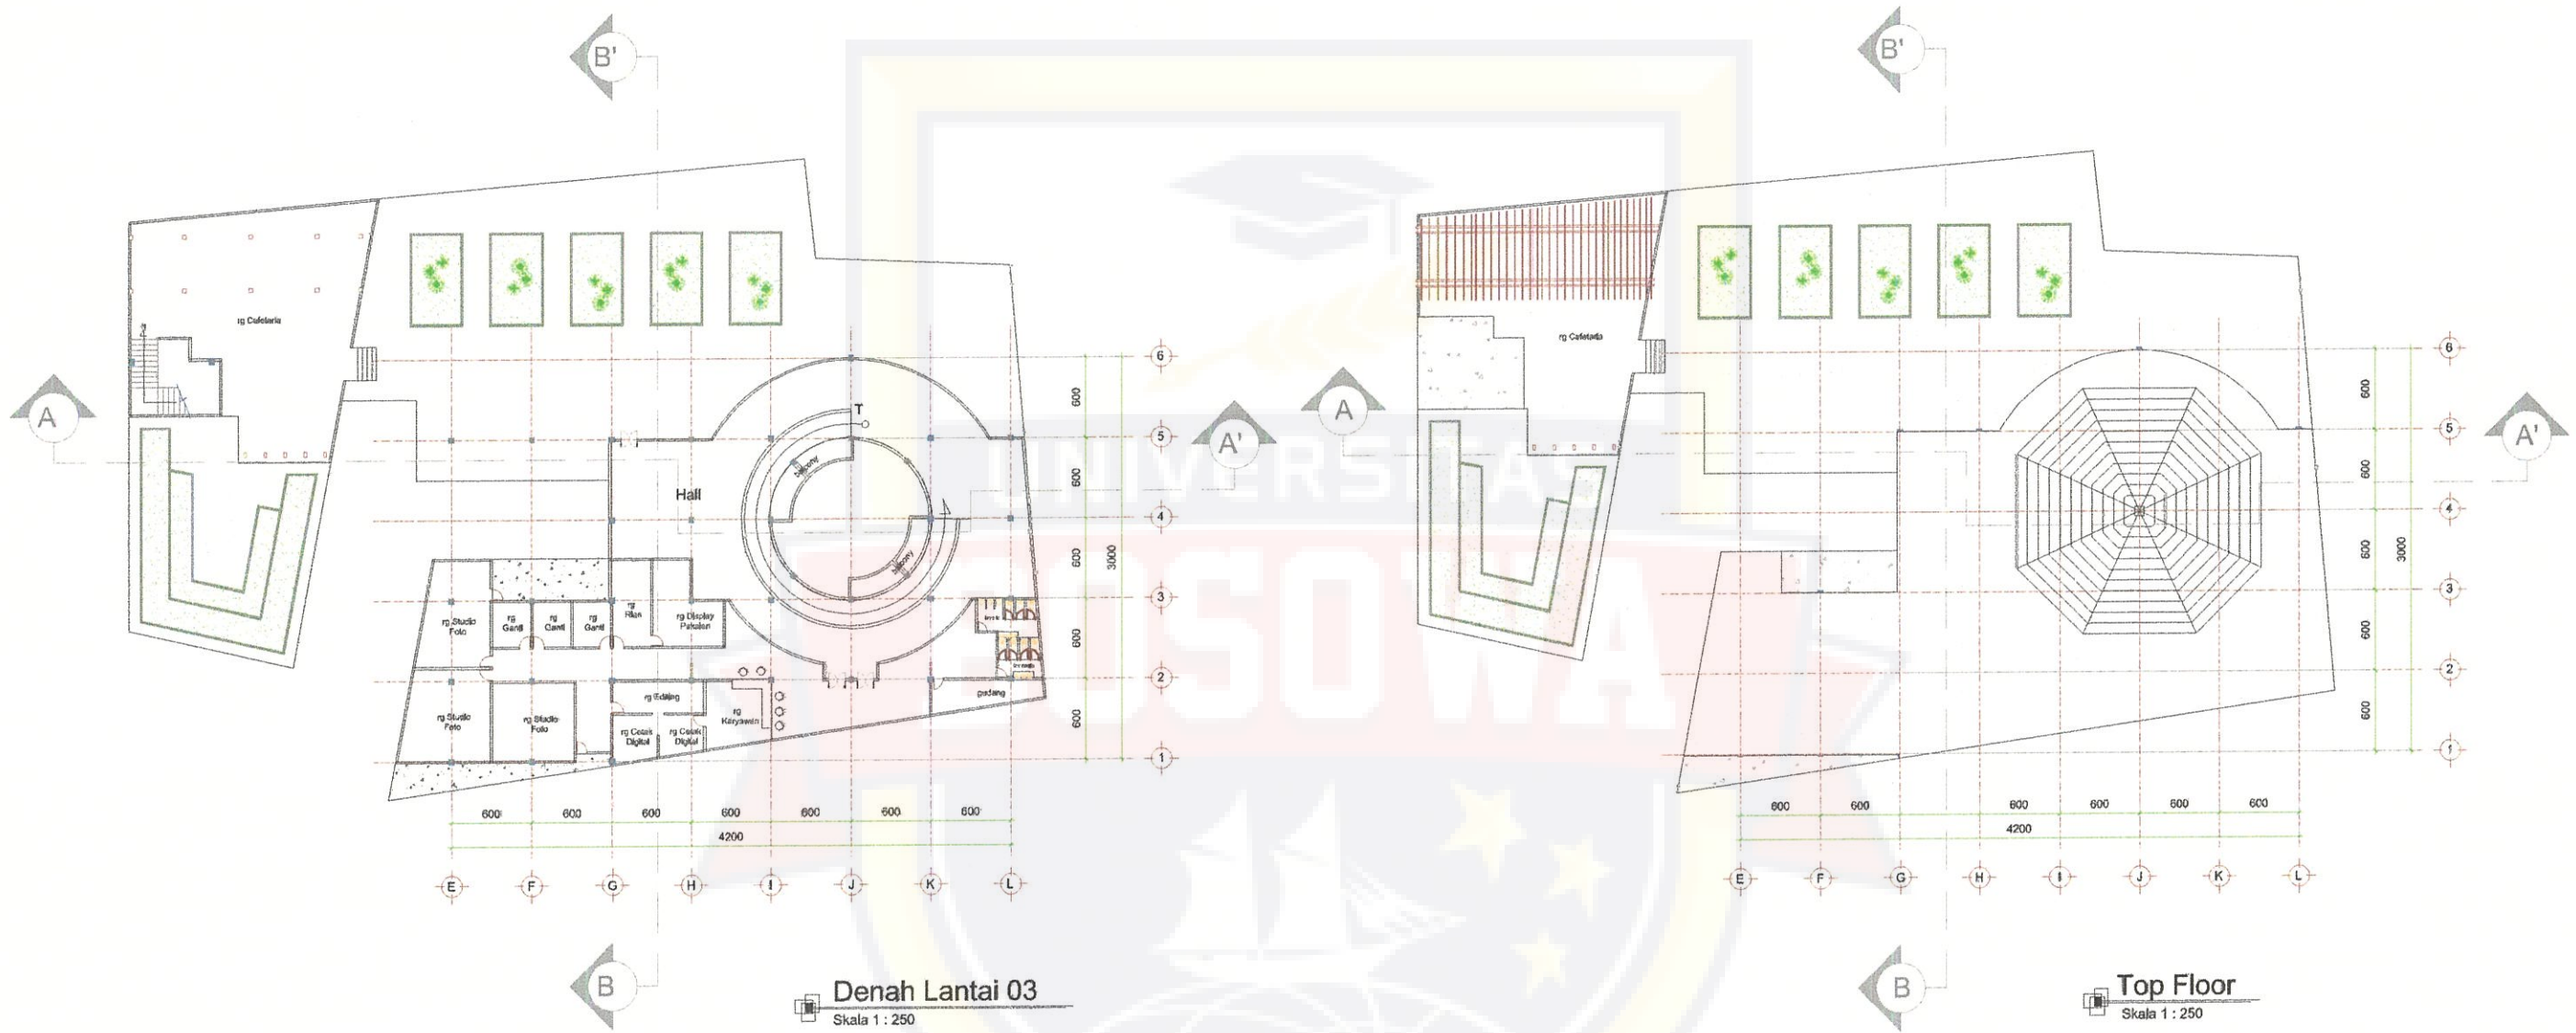 B'
B'
rg Cafetaria
rg Cafetaria
6
6
A
A
A'
A'
T
5
5
balcony
UNIVERSITAS
Hall
4
4
balcony
BOSOWA
3
3
rg Studio
Foto
rg
Ganti
rg
Ganti
rg
Ganti
rg
Rias
rg Display
Pakaian
2
2
rg Studio
Foto
rg Studio
Foto
rg Editing
rg
Karyawan
gudang
rg Cetak
Digital
rg Cetak
Digital
1
1
600
600
600
600
600
3000
600
600
600
600
600
3000
600
600
600
600
600
600
600
4200
600
600
600
600
600
600
4200
E
F
G
H
I
J
K
L
E
F
G
H
I
J
K
L
B
B
Denah Lantai 03
Skala 1 : 250
Top Floor
Skala 1 : 250